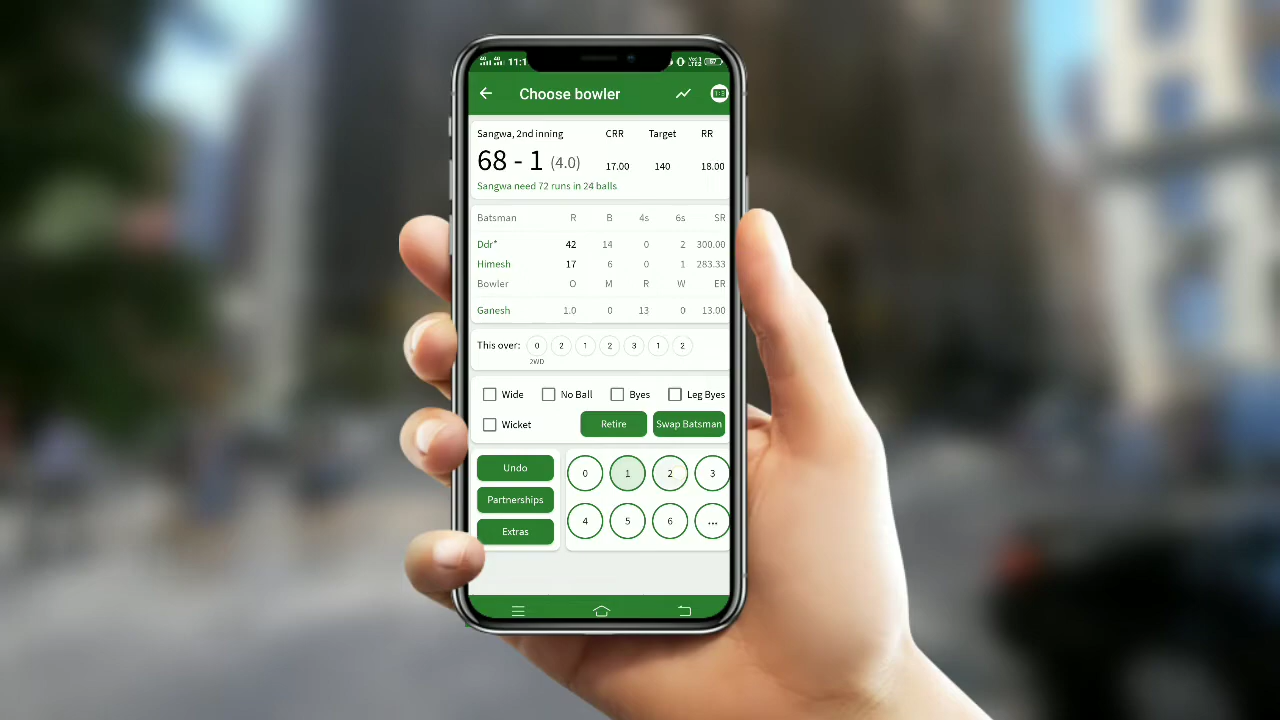 11:1
Choose bowler
Sangwa, 2nd inning CRR Target RR
68 - 1 (4.0) 17.00 140 18.00
Sangwa need 72 runs in 24 balls
Batsman R B 4s 6s SR
Ddr* 42 14 0 2 300.00
Himesh 17 6 0 1 283.33
Bowler O M R W ER
Ganesh 1.0 0 13 0 13.00
This over: 0 2 1 2 3 1 2
2WD
Wide No Ball Byes Leg Byes
Wicket Retire Swap Batsman
Undo 0 1 2 3
Partnerships
4 5 6 ...
Extras